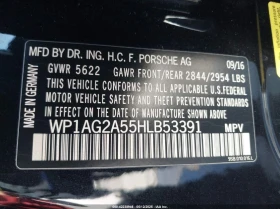 MFD BY DR. ING. H.C. F. PORSCHE AG
09/16
GVWR 5622 GAWR FRONT/REAR 2844/2954 LBS
THIS VEHICLE CONFORMS TO ALL APPLICABLE U.S. FEDERAL
MOTOR VEHICLE SAFETY, BUMPER, AND THEFT PREVENTION
STANDARDS IN EFFECT ON THE DATE OF MANUFACTURE SHOWN ABOVE.
MADE IN GERMANY
WP1AG2A55HLB53391 MPV